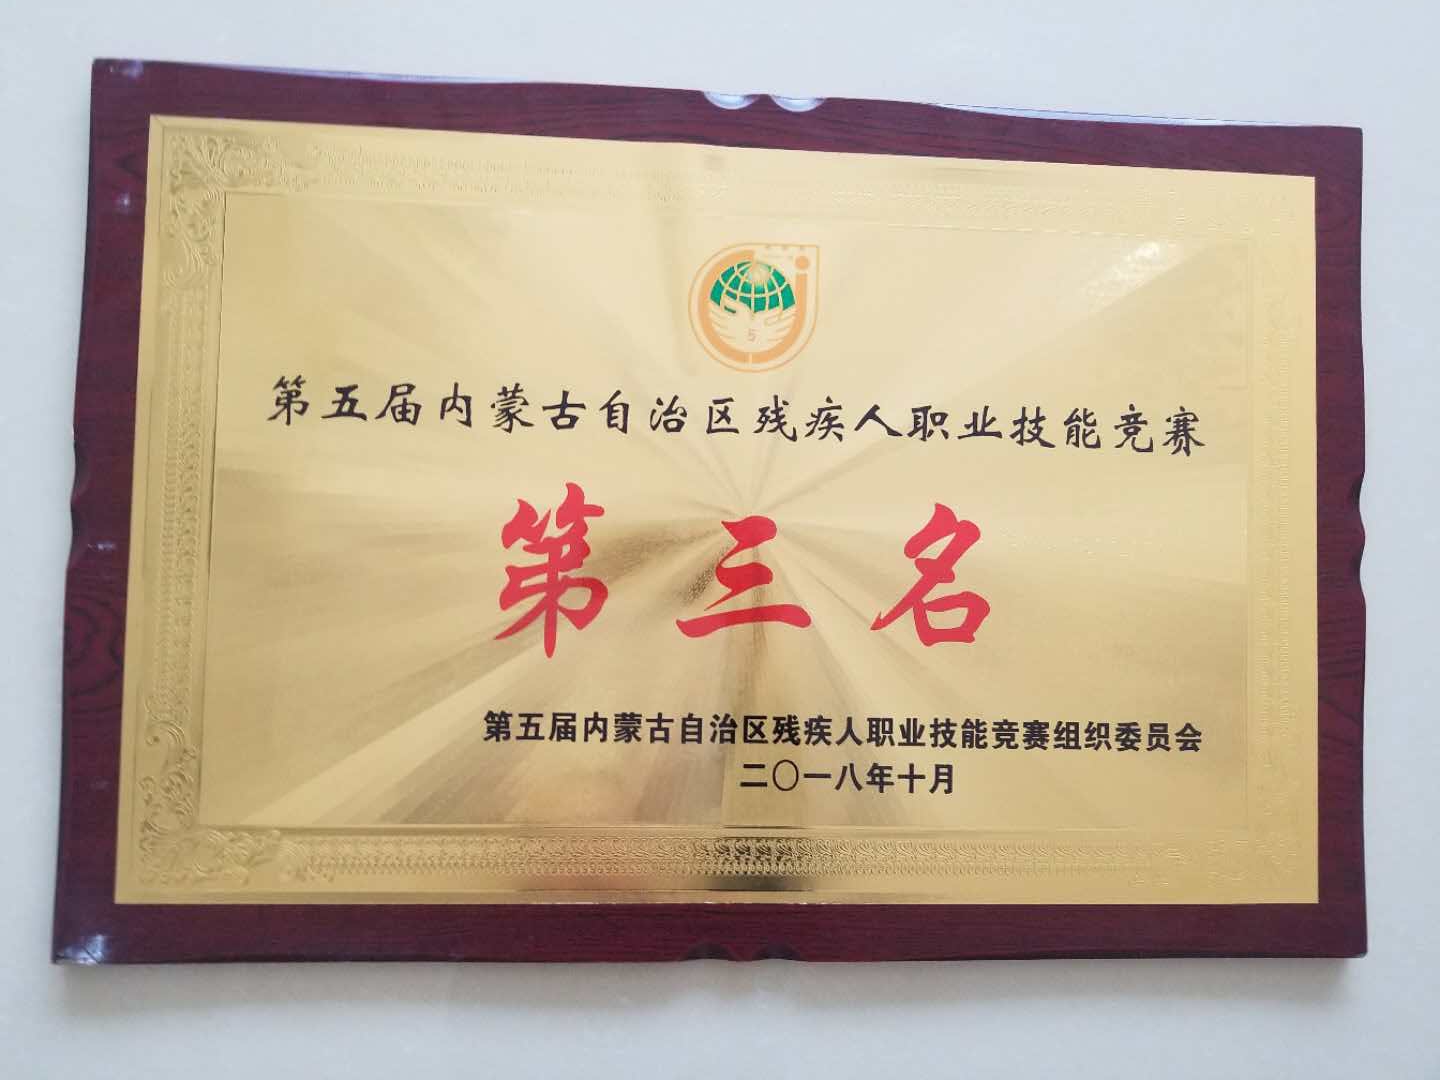 5
第五届内蒙古自治区残疾人职业技能竞赛
第三名
第五届内蒙古自治区残疾人职业技能竞赛组织委员会
二〇一八年十月